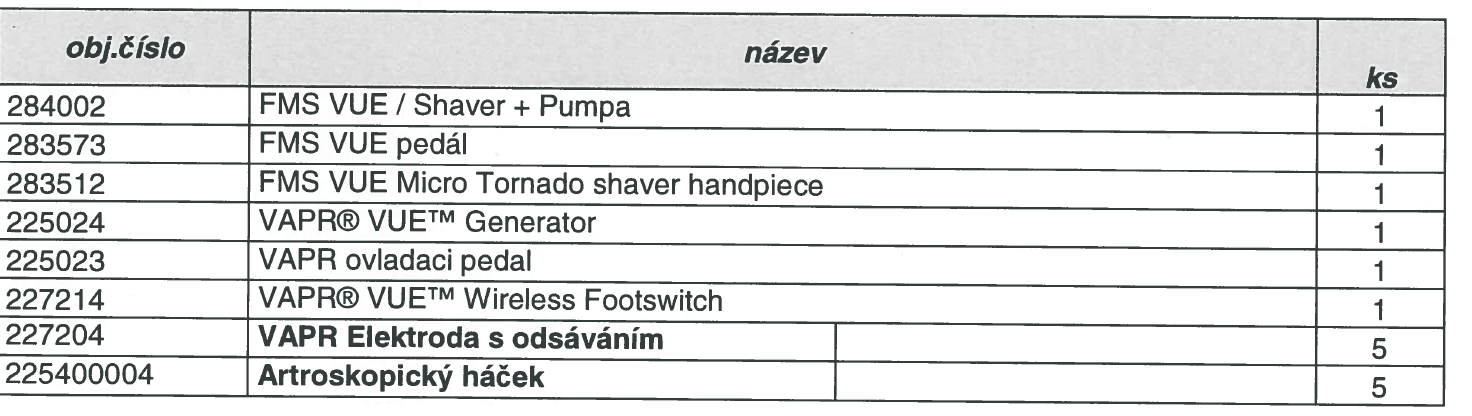 obj.číslo název ks
284002 FMS VUE / Shaver + Pumpa 1
283573 FMS VUE pedál 1
283512 FMS VUE Micro Tornado shaver handpiece 1
225024 VAPR® VUE™ Generator 1
225023 VAPR ovladaci pedal 1
227214 VAPR® VUE™ Wireless Footswitch 1
227204 VAPR Elektroda s odsáváním 5
225400004 Artroskopický háček 5